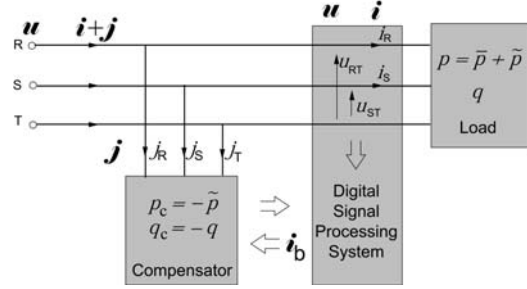 u i+j u i
R i_R
S i_S
T
u_RT
u_ST
p = p̄ + p̃
q
Load
j j_R j_S j_T
p_c = − p̃
q_c = − q
Compensator
i_b
Digital
Signal
Processing
System